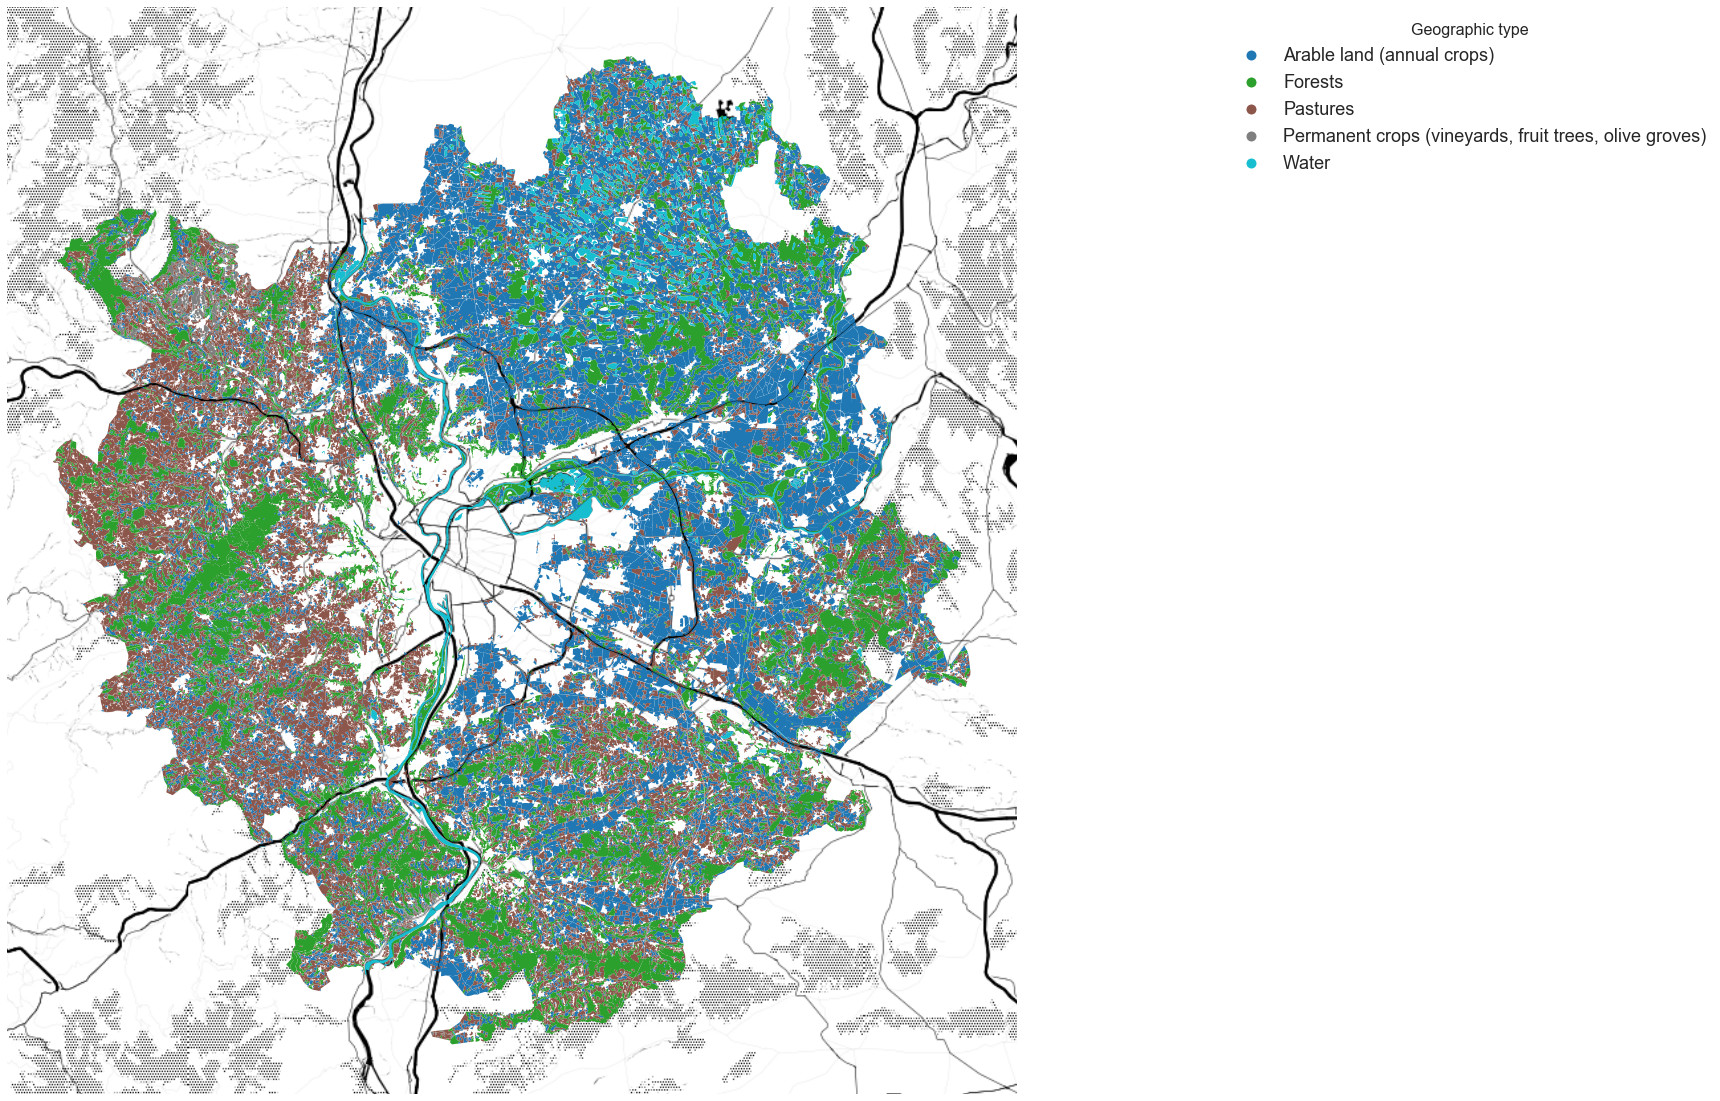 Geographic type
Arable land (annual crops)
Forests
Pastures
Permanent crops (vineyards, fruit trees, olive groves)
Water